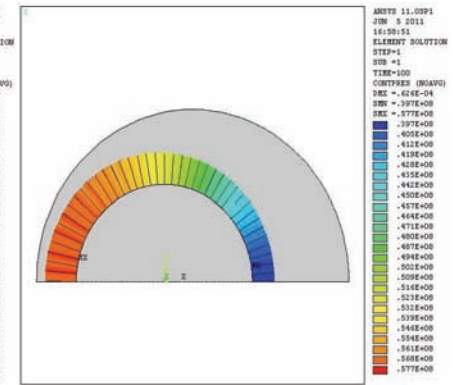 ION
VG)
1
MX
X
ANSYS 11.0SP1
JUN 5 2011
16:58:51
ELEMENT SOLUTION
STEP=1
SUB =1
TIME=100
CONTPRES (NOAVG)
DMX =.626E-04
SMN =.397E+08
SMX =.577E+08
.397E+08
.405E+08
.412E+08
.419E+08
.428E+08
.435E+08
.442E+08
.450E+08
.457E+08
.464E+08
.471E+08
.480E+08
.487E+08
.494E+08
.502E+08
.509E+08
.516E+08
.523E+08
.532E+08
.539E+08
.546E+08
.554E+08
.561E+08
.568E+08
.577E+08